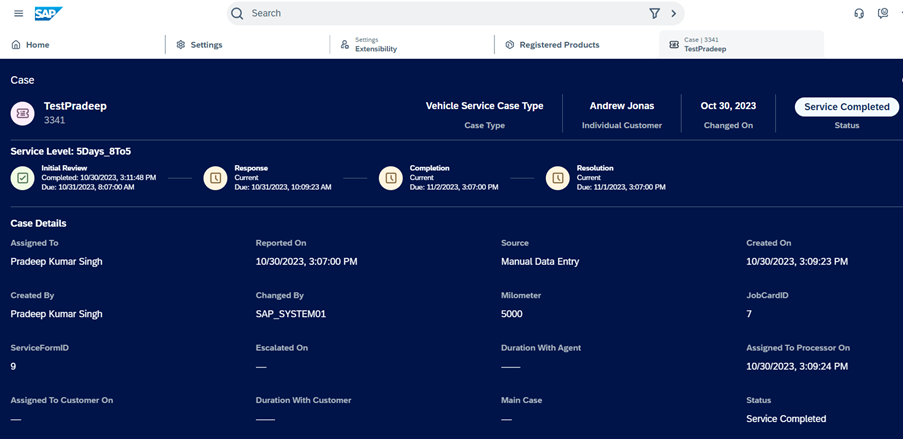 SAP
Search
Home
Settings
Settings
Extensibility
Registered Products
Case | 3341
TestPradeep
Case
TestPradeep
3341
Vehicle Service Case Type
Case Type
Andrew Jonas
Individual Customer
Oct 30, 2023
Changed On
Service Completed
Status
Service Level: 5Days_8To5
Initial Review
Completed: 10/30/2023, 3:11:48 PM
Due: 10/31/2023, 8:07:00 AM
Response
Current
Due: 10/31/2023, 10:09:23 AM
Completion
Current
Due: 11/2/2023, 3:07:00 PM
Resolution
Current
Due: 11/1/2023, 3:07:00 PM
Case Details
Assigned To
Pradeep Kumar Singh
Reported On
10/30/2023, 3:07:00 PM
Source
Manual Data Entry
Created On
10/30/2023, 3:09:23 PM
Created By
Pradeep Kumar Singh
Changed By
SAP_SYSTEM01
Milometer
5000
JobCardID
7
ServiceFormID
9
Escalated On
—
Duration With Agent
——
Assigned To Processor On
10/30/2023, 3:09:24 PM
Assigned To Customer On
—
Duration With Customer
——
Main Case
—
Status
Service Completed